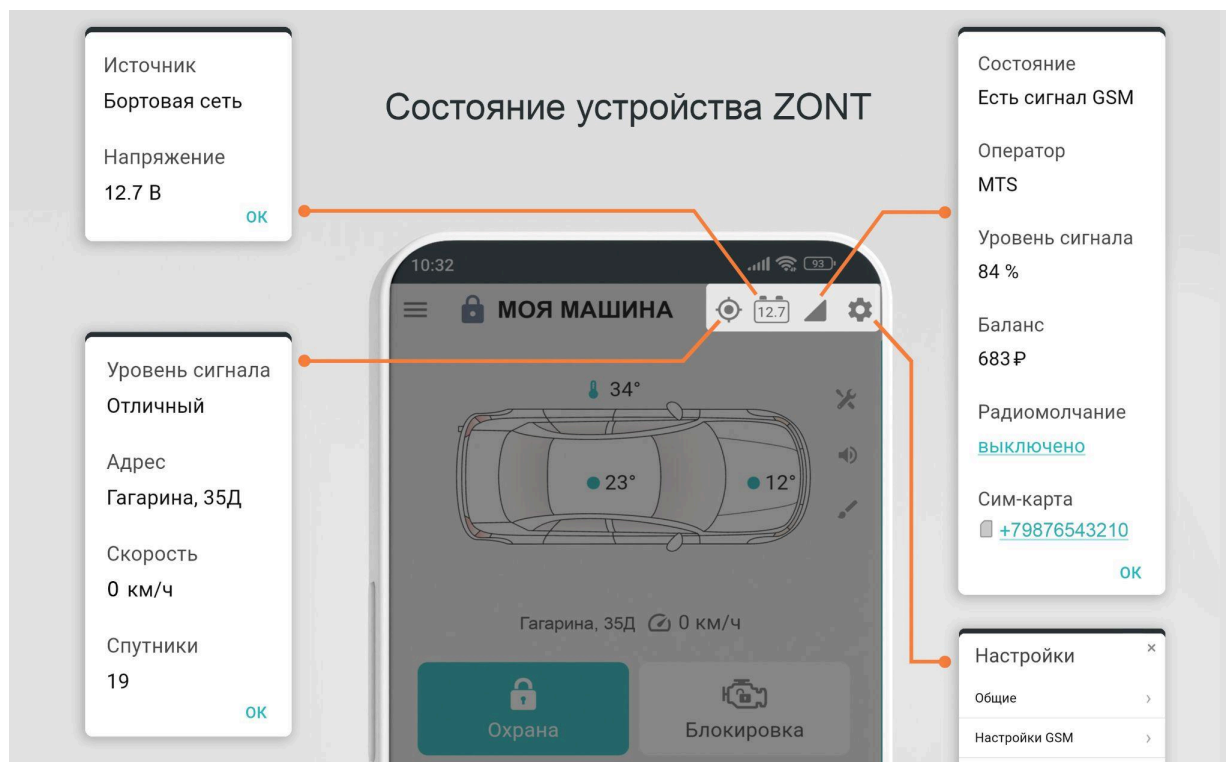 Состояние устройства ZONT
Источник
Бортовая сеть
Напряжение
12.7 В
ОК
Уровень сигнала
Отличный
Адрес
Гагарина, 35Д
Скорость
0 км/ч
Спутники
19
ОК
10:32
93
МОЯ МАШИНА
12.7
34°
23°
12°
Гагарина, 35Д 0 км/ч
Охрана
Блокировка
Состояние
Есть сигнал GSM
Оператор
MTS
Уровень сигнала
84 %
Баланс
683 ₽
Радиомолчание
выключено
Сим-карта
+79876543210
ОК
Настройки
Общие
Настройки GSM